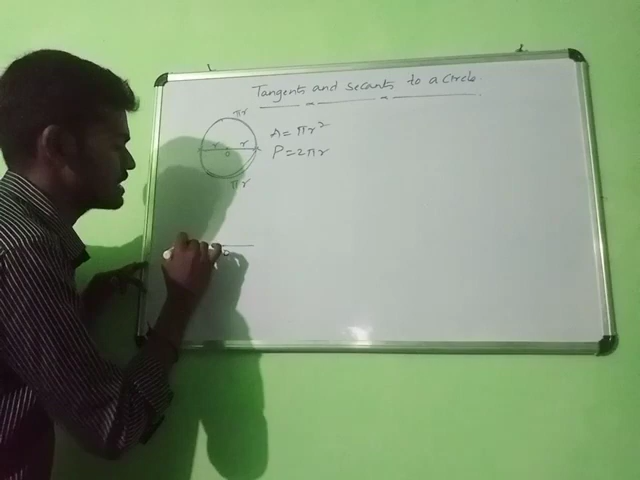 Tangents and secants to a circle.
πr
r r
O
πr
A = πr²
P = 2πr